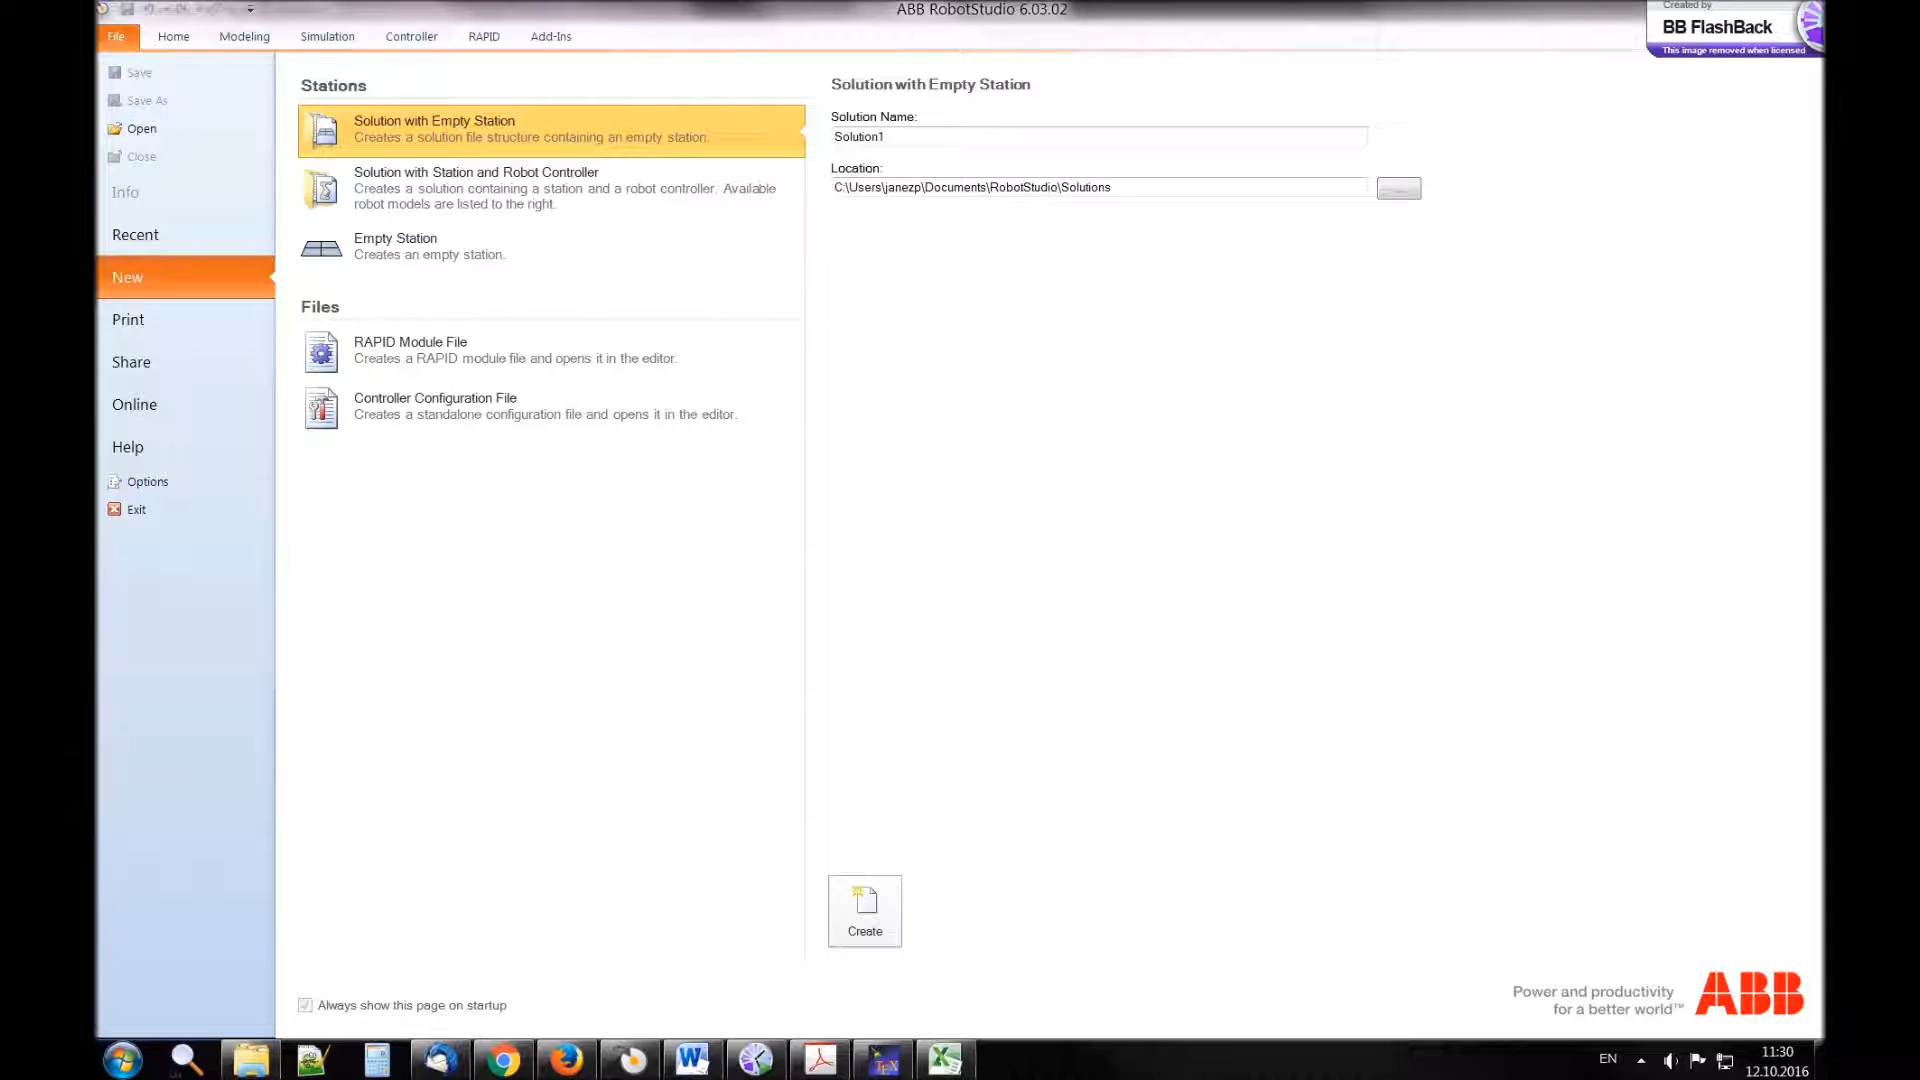 ABB RobotStudio 6.03.02
Created by
BB FlashBack
This image removed when licensed
File
Home
Modeling
Simulation
Controller
RAPID
Add-Ins
Save
Save As
Open
Close
Info
Recent
New
Print
Share
Online
Help
Options
Exit
Stations
Solution with Empty Station
Creates a solution file structure containing an empty station.
Solution with Station and Robot Controller
Creates a solution containing a station and a robot controller. Available
robot models are listed to the right.
Empty Station
Creates an empty station.
Files
RAPID Module File
Creates a RAPID module file and opens it in the editor.
Controller Configuration File
Creates a standalone configuration file and opens it in the editor.
Always show this page on startup
Solution with Empty Station
Solution Name:
Solution1
Location:
C:\Users\janezp\Documents\RobotStudio\Solutions
Create
Power and productivity
for a better world™
ABB
EN
11:30
12.10.2016